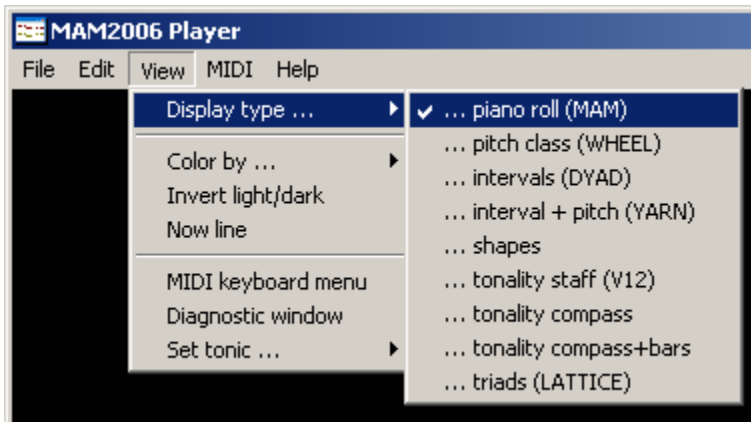 MAM2006 Player
File Edit View MIDI Help
Display type ...
Color by ...
Invert light/dark
Now line
MIDI keyboard menu
Diagnostic window
Set tonic ...
... piano roll (MAM)
... pitch class (WHEEL)
... intervals (DYAD)
... interval + pitch (YARN)
... shapes
... tonality staff (V12)
... tonality compass
... tonality compass+bars
... triads (LATTICE)